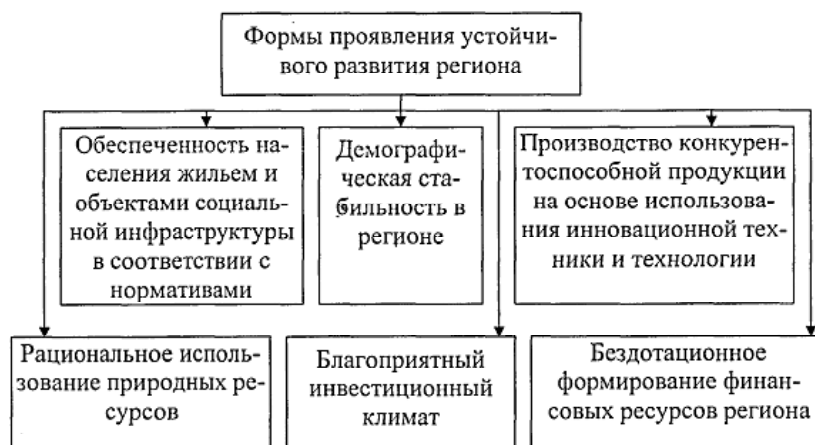 Формы проявления устойчи-
вого развития региона
Обеспеченность на-
селения жильем и
объектами социаль-
ной инфраструктуры
в соответствии с
нормативами
Демографи-
ческая ста-
бильность в
регионе
Производство конкурен-
тоспособной продукции
на основе использова-
ния инновационной тех-
ники и технологии
Рациональное исполь-
зование природных ре-
сурсов
Благоприятный
инвестиционный
климат
Бездотационное
формирование финан-
совых ресурсов региона